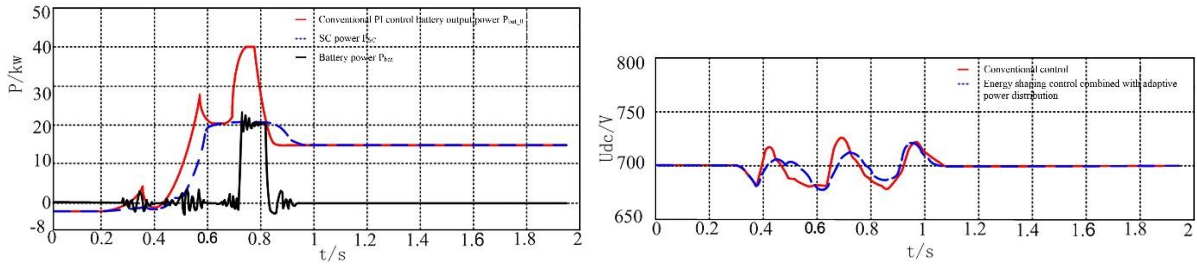 Conventional PI control battery output power P
SC power P_SC
Battery power P_bat
P/kw
50
40
30
20
10
0
-8
0 0.2 0.4 0.6 0.8 1 1.2 1.4 1.6 1.8 2
t/s
Conventional control
Energy shaping control combined with adaptive
power distribution
Udc/V
800
750
700
650
0 0.2 0.4 0.6 0.8 1 1.2 1.4 1.6 1.8 2
t/s